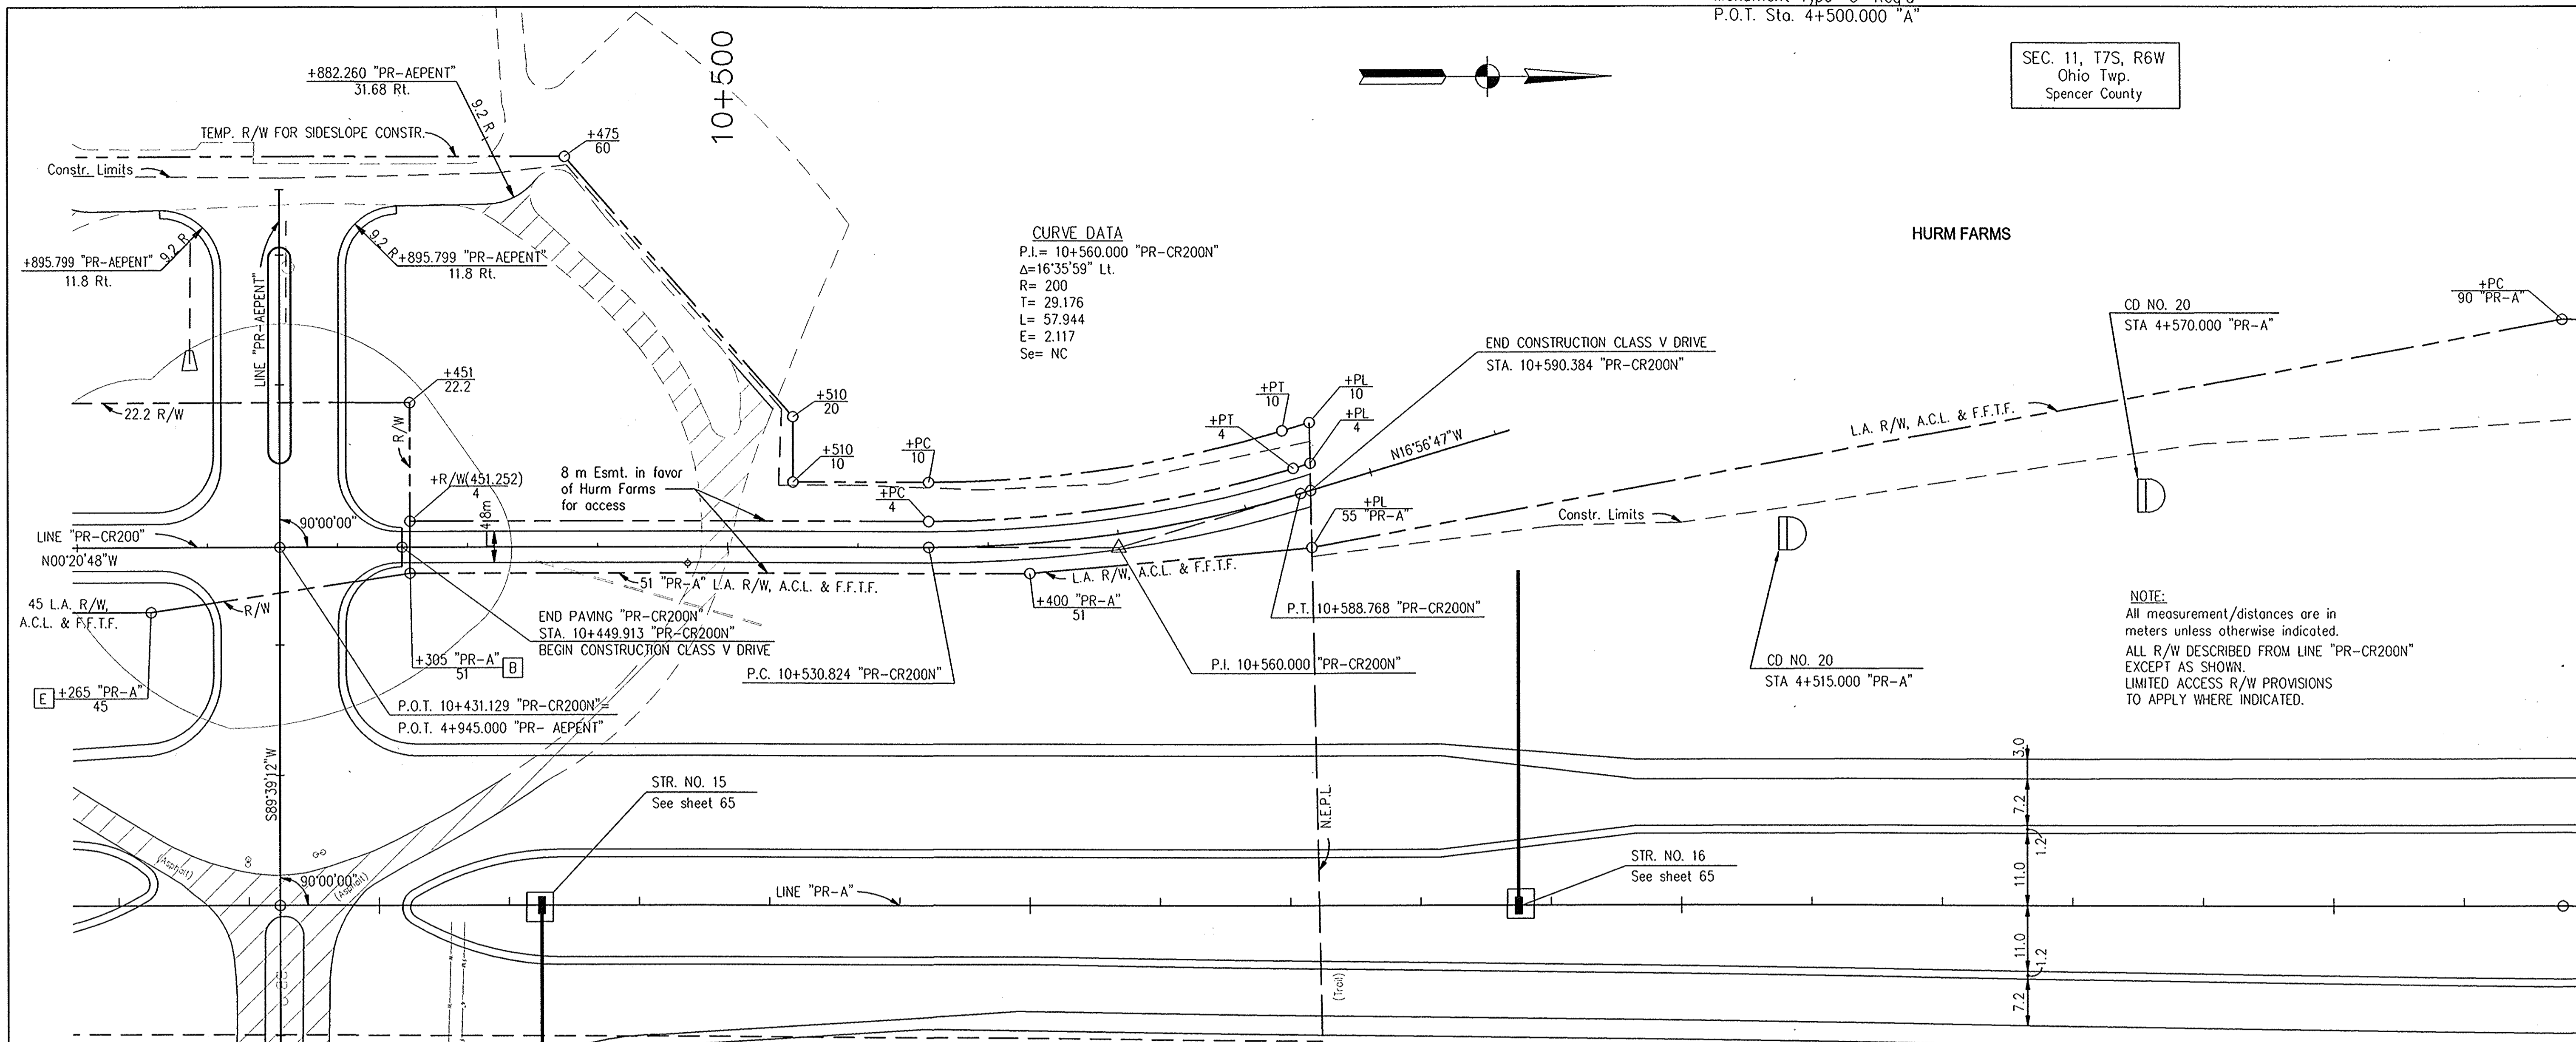 P.O.T. Sta. 4+500.000 "A"
SEC. 11, T7S, R6W
Ohio Twp.
Spencer County
10+500
+882.260 "PR-AEPENT"
31.68 Rt.
9.2 R
TEMP. R/W FOR SIDESLOPE CONSTR.
+475
60
Constr. Limits
+895.799 "PR-AEPENT"
11.8 Rt.
9.2 R
LINE "PR-AEPENT"
9.2 R
+895.799 "PR-AEPENT"
11.8 Rt.
CURVE DATA
P.I.= 10+560.000 "PR-CR200N"
Δ=16°35'59" Lt.
R= 200
T= 29.176
L= 57.944
E= 2.117
Se= NC
HURM FARMS
+PC
90 "PR-A"
CD NO. 20
STA 4+570.000 "PR-A"
END CONSTRUCTION CLASS V DRIVE
STA. 10+590.384 "PR-CR200N"
+451
22.2
22.2 R/W
R/W
+510
20
+510
10
+PC
10
+PC
4
+PT
10
+PL
10
+PT
4
+PL
4
N16°56'47"W
L.A. R/W, A.C.L. & F.F.T.F.
+R/W(451.252)
4
8 m Esmt. in favor
of Hurm Farms
for access
4.8m
+PL
55 "PR-A"
Constr. Limits
90°00'00"
LINE "PR-CR200"
N00°20'48"W
51 "PR-A" L.A. R/W, A.C.L. & F.F.T.F.
L.A. R/W, A.C.L. & F.F.T.F.
45 L.A. R/W,
A.C.L. & F.F.T.F.
R/W
+400 "PR-A"
51
P.T. 10+588.768 "PR-CR200N"
END PAVING "PR-CR200N"
STA. 10+449.913 "PR-CR200N"
BEGIN CONSTRUCTION CLASS V DRIVE
+305 "PR-A"
51
B
P.C. 10+530.824 "PR-CR200N"
P.I. 10+560.000 "PR-CR200N"
CD NO. 20
STA 4+515.000 "PR-A"
NOTE:
All measurement/distances are in
meters unless otherwise indicated.
ALL R/W DESCRIBED FROM LINE "PR-CR200N"
EXCEPT AS SHOWN.
LIMITED ACCESS R/W PROVISIONS
TO APPLY WHERE INDICATED.
E
+265 "PR-A"
45
P.O.T. 10+431.129 "PR-CR200N"=
P.O.T. 4+945.000 "PR- AEPENT"
S89°39'12"W
STR. NO. 15
See sheet 65
N.E.P.L.
3.0
7.2
1.2
11.0
(Asphalt)
90°00'00"
(Asphalt)
LINE "PR-A"
STR. NO. 16
See sheet 65
11.0
1.2
7.2
(Trail)